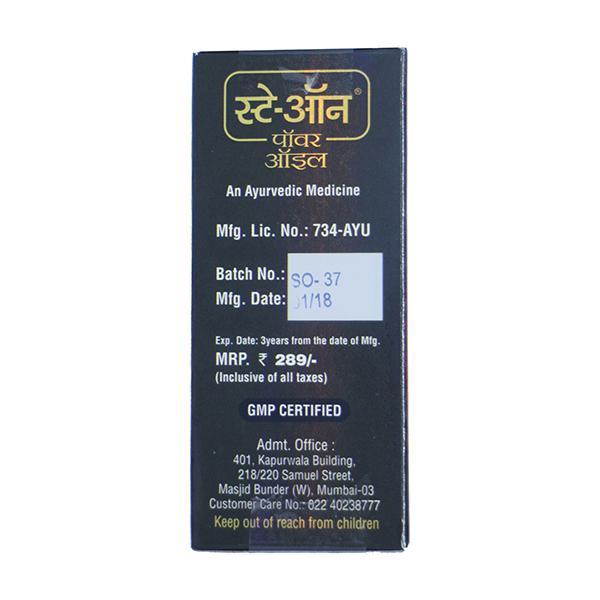 स्टे-ऑन®
पॉवर
ऑइल
An Ayurvedic Medicine
Mfg. Lic. No.: 734-AYU
Batch No.: SO- 37
Mfg. Date: 01/18
Exp. Date: 3years from the date of Mfg.
MRP. ₹ 289/-
(Inclusive of all taxes)
GMP CERTIFIED
Admt. Office :
401, Kapurwala Building,
218/220 Samuel Street,
Masjid Bunder (W), Mumbai-03
Customer Care No.- 022 40238777
Keep out of reach from children